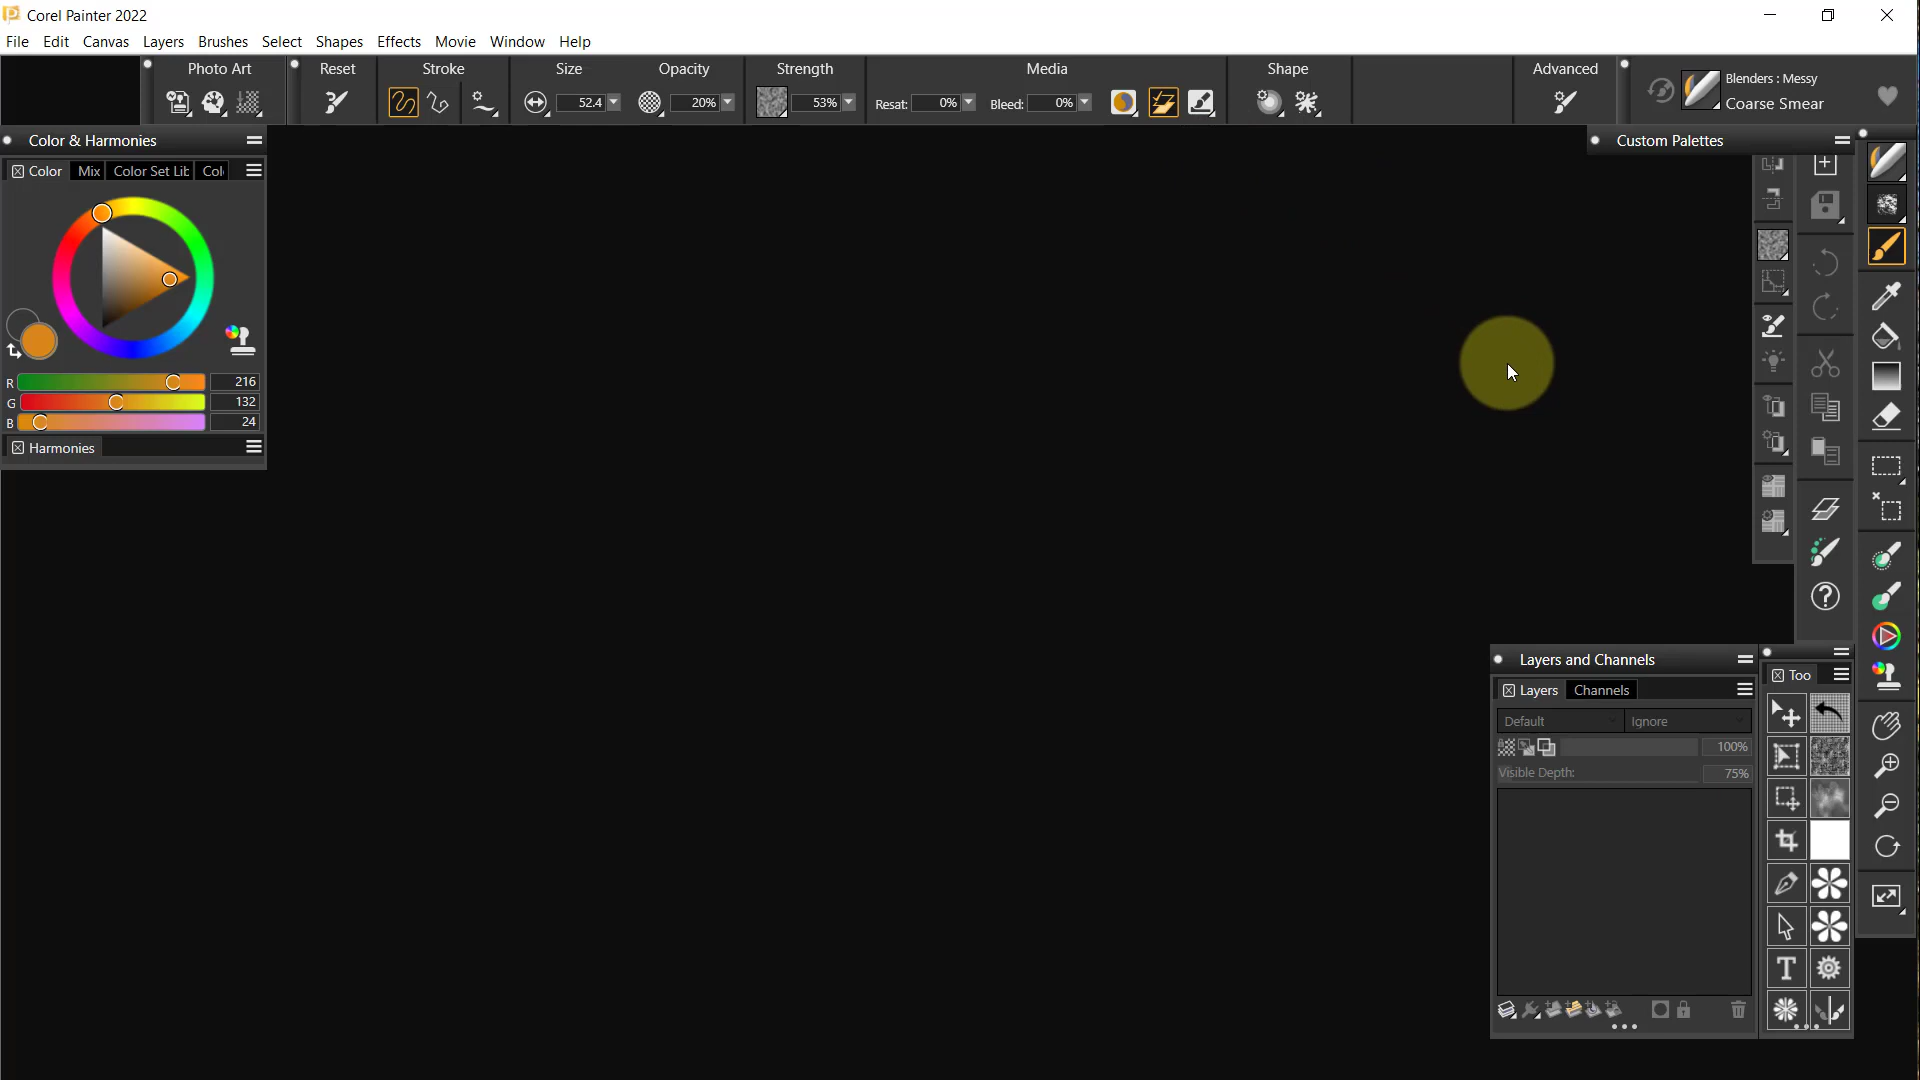 Corel Painter 2022
File Edit Canvas Layers Brushes Select Shapes Effects Movie Window Help
Photo Art Reset Stroke Size Opacity Strength Media Shape Advanced
52.4 20% 53% Resat: 0% Bleed: 0%
Blenders : Messy
Coarse Smear
Color & Harmonies
Custom Palettes
Color Mix Color Set Lib Col
R 216
G 132
B 24
Harmonies
Layers and Channels
Layers Channels
Too
Default Ignore
100%
Visible Depth: 75%
T